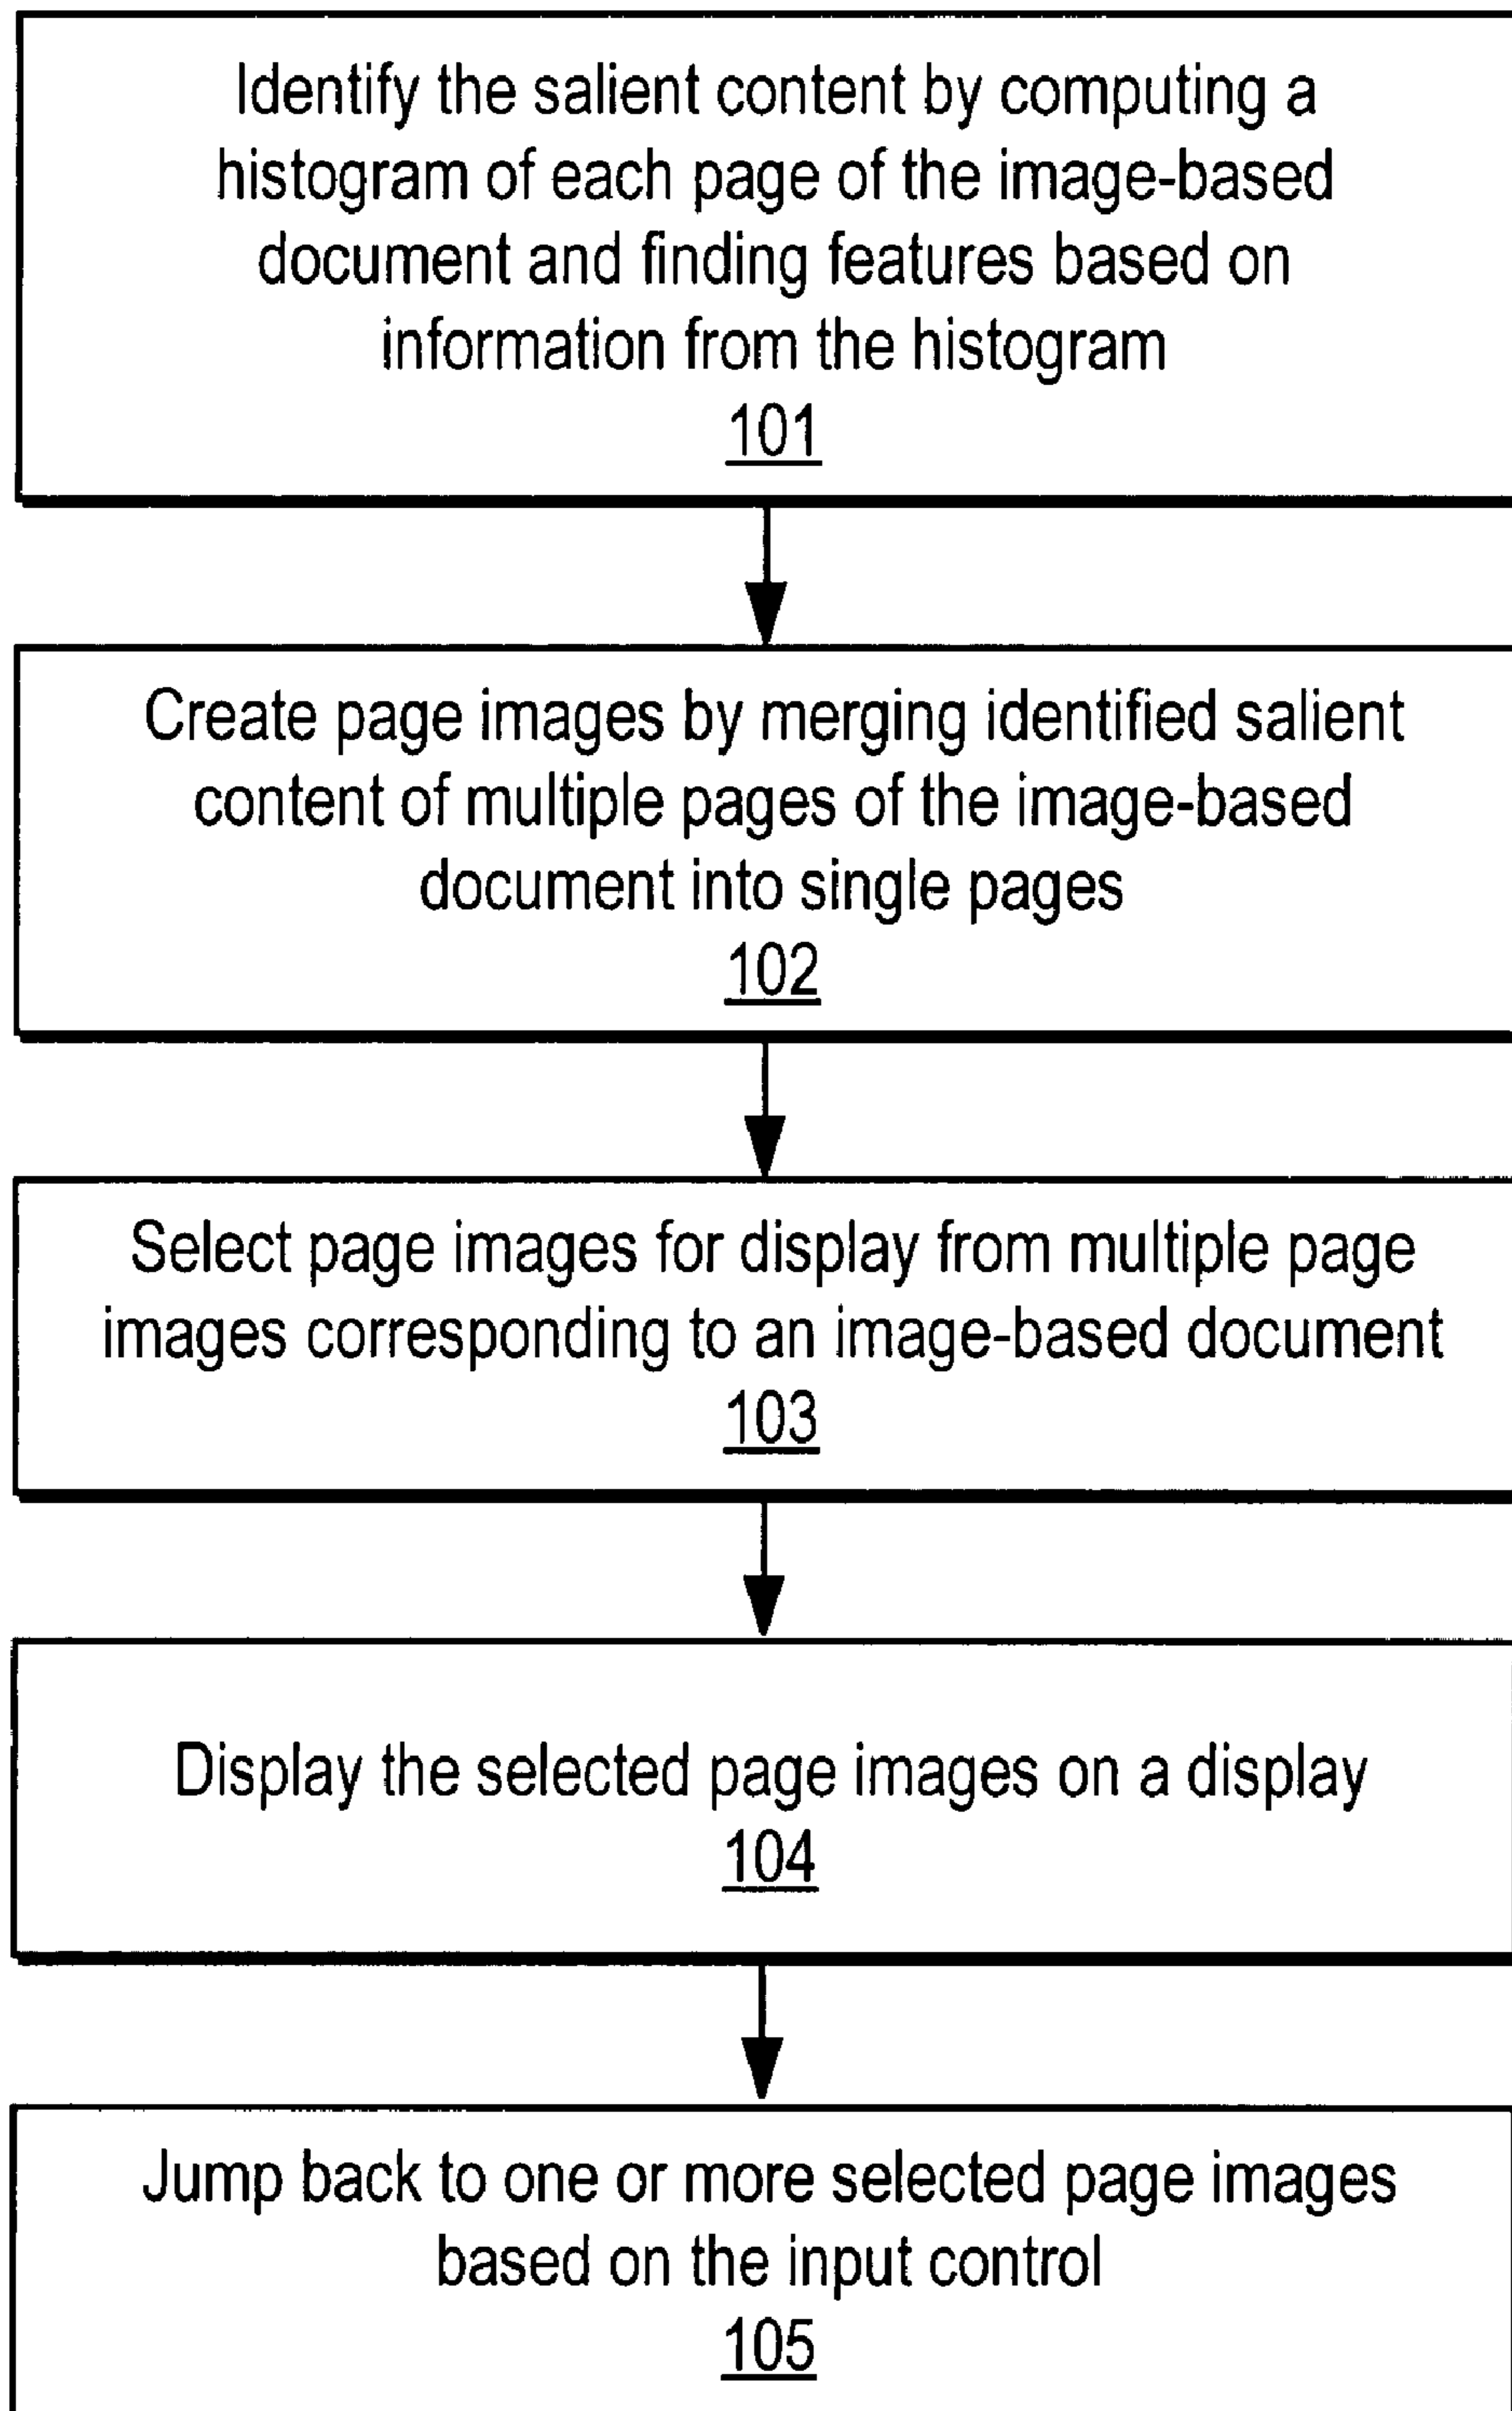 Identify the salient content by computing a
histogram of each page of the image-based
document and finding features based on
information from the histogram
101
Create page images by merging identified salient
content of multiple pages of the image-based
document into single pages
102
Select page images for display from multiple page
images corresponding to an image-based document
103
Display the selected page images on a display
104
Jump back to one or more selected page images
based on the input control
105